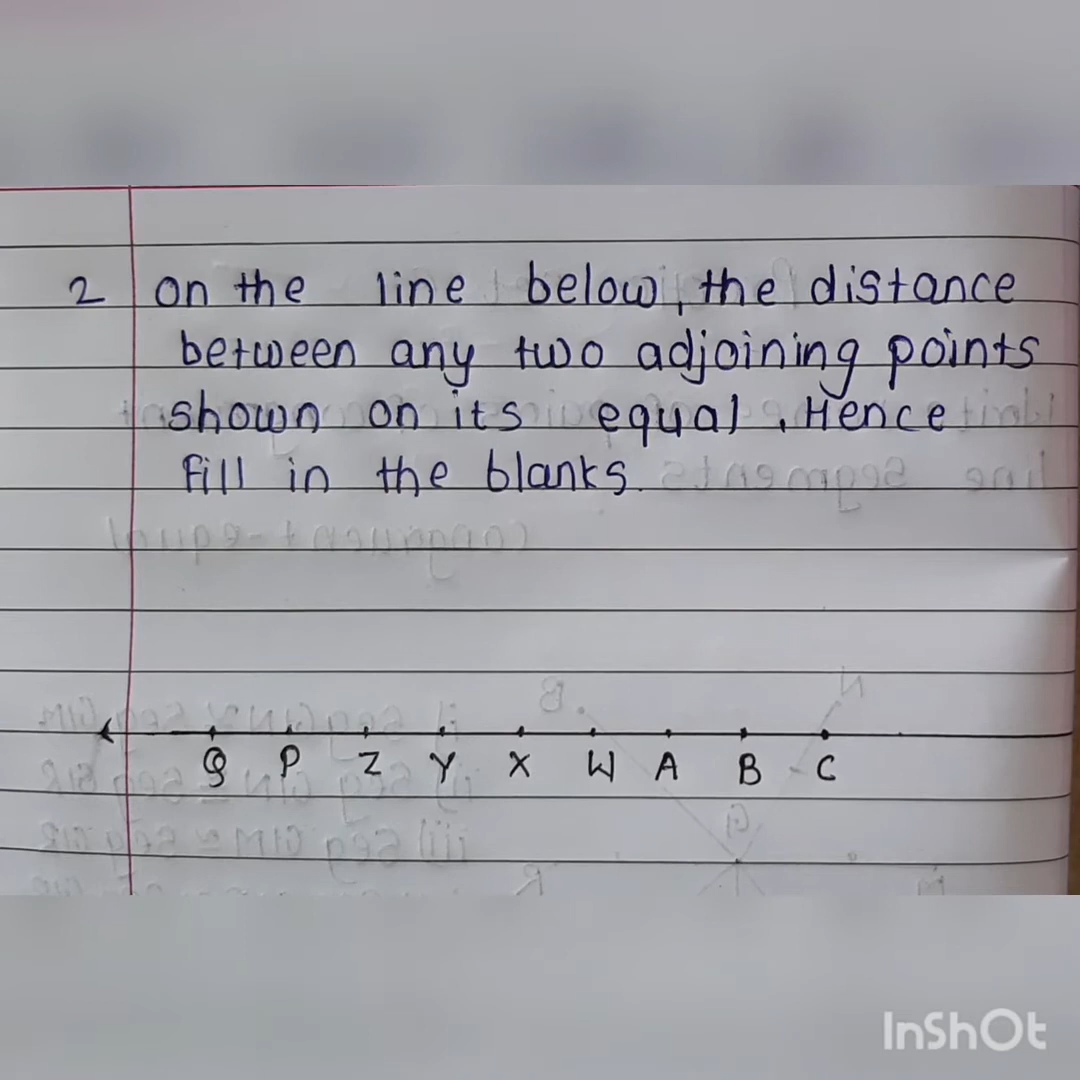 2 on the line below, the distance
between any two adjoining points
shown on its equal. Hence
fill in the blanks.
Q P Z Y X W A B C
InShOt